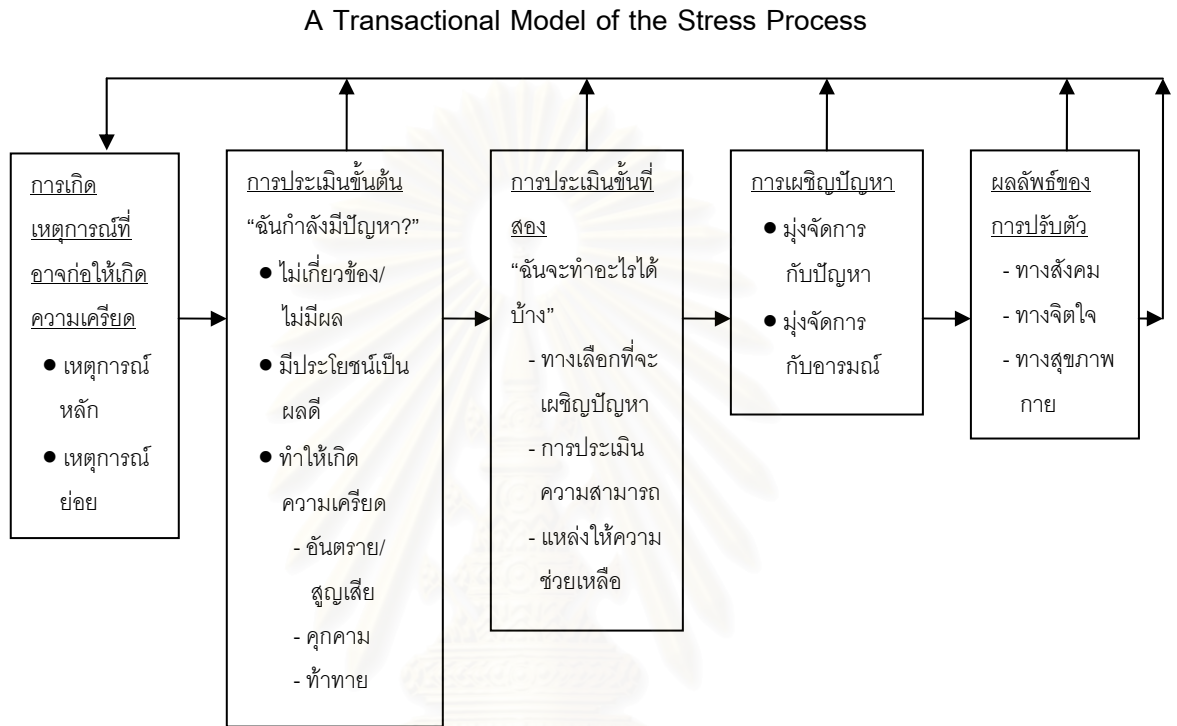 A Transactional Model of the Stress Process
การเกิด
เหตุการณ์ที่
อาจก่อให้เกิด
ความเครียด
● เหตุการณ์
หลัก
● เหตุการณ์
ย่อย
การประเมินขั้นต้น
“ฉันกำลังมีปัญหา?”
● ไม่เกี่ยวข้อง/
ไม่มีผล
● มีประโยชน์เป็น
ผลดี
● ทำให้เกิด
ความเครียด
- อันตราย/
สูญเสีย
- คุกคาม
- ท้าทาย
การประเมินขั้นที่
สอง
“ฉันจะทำอะไรได้
บ้าง”
- ทางเลือกที่จะ
เผชิญปัญหา
- การประเมิน
ความสามารถ
- แหล่งให้ความ
ช่วยเหลือ
การเผชิญปัญหา
● มุ่งจัดการ
กับปัญหา
● มุ่งจัดการ
กับอารมณ์
ผลลัพธ์ของ
การปรับตัว
- ทางสังคม
- ทางจิตใจ
- ทางสุขภาพ
กาย